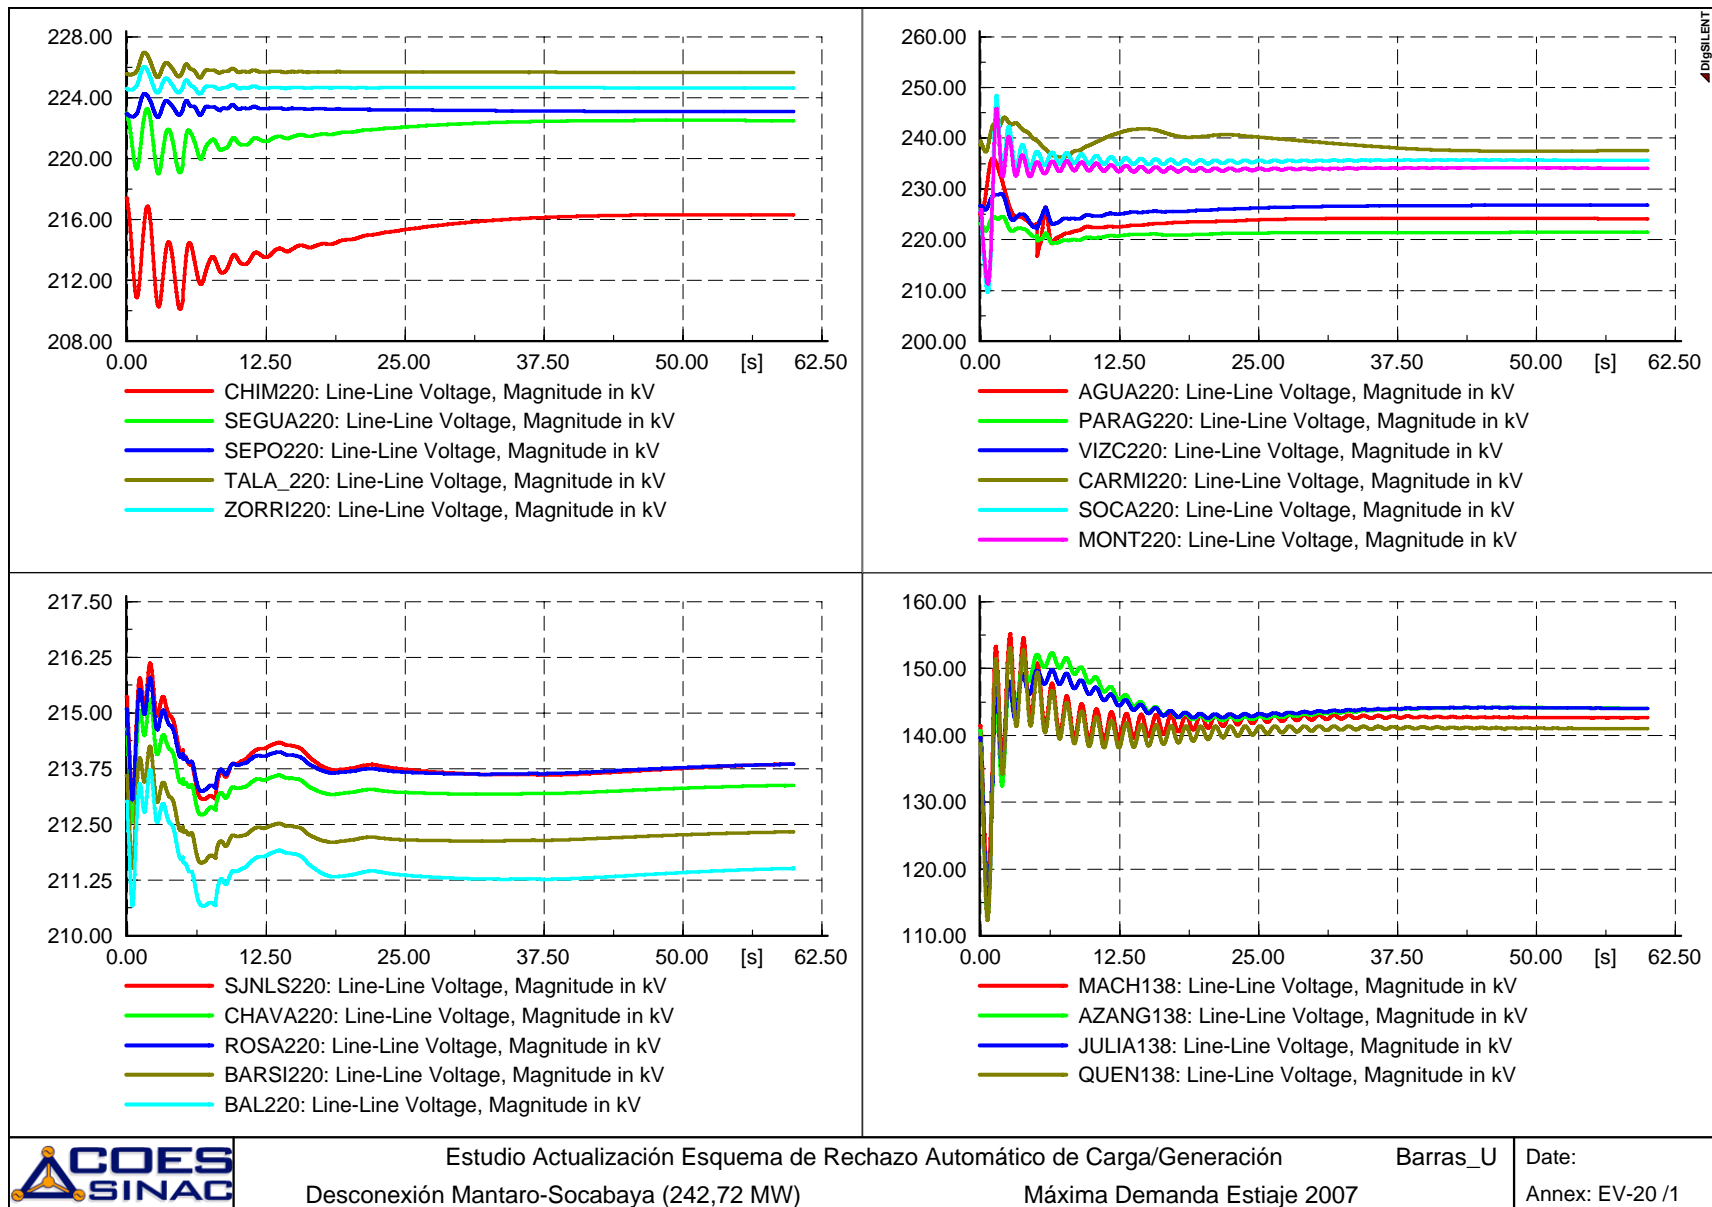 DIgSILENT
228.00
224.00
220.00
216.00
212.00
208.00
0.00 12.50 25.00 37.50 50.00 [s] 62.50
CHIM220: Line-Line Voltage, Magnitude in kV
SEGUA220: Line-Line Voltage, Magnitude in kV
SEPO220: Line-Line Voltage, Magnitude in kV
TALA_220: Line-Line Voltage, Magnitude in kV
ZORRI220: Line-Line Voltage, Magnitude in kV
260.00
250.00
240.00
230.00
220.00
210.00
200.00
0.00 12.50 25.00 37.50 50.00 [s] 62.50
AGUA220: Line-Line Voltage, Magnitude in kV
PARAG220: Line-Line Voltage, Magnitude in kV
VIZC220: Line-Line Voltage, Magnitude in kV
CARMI220: Line-Line Voltage, Magnitude in kV
SOCA220: Line-Line Voltage, Magnitude in kV
MONT220: Line-Line Voltage, Magnitude in kV
217.50
216.25
215.00
213.75
212.50
211.25
210.00
0.00 12.50 25.00 37.50 50.00 [s] 62.50
SJNLS220: Line-Line Voltage, Magnitude in kV
CHAVA220: Line-Line Voltage, Magnitude in kV
ROSA220: Line-Line Voltage, Magnitude in kV
BARSI220: Line-Line Voltage, Magnitude in kV
BAL220: Line-Line Voltage, Magnitude in kV
160.00
150.00
140.00
130.00
120.00
110.00
0.00 12.50 25.00 37.50 50.00 [s] 62.50
MACH138: Line-Line Voltage, Magnitude in kV
AZANG138: Line-Line Voltage, Magnitude in kV
JULIA138: Line-Line Voltage, Magnitude in kV
QUEN138: Line-Line Voltage, Magnitude in kV
COES
SINAC
Estudio Actualización Esquema de Rechazo Automático de Carga/Generación Barras_U
Desconexión Mantaro-Socabaya (242,72 MW) Máxima Demanda Estiaje 2007
Date:
Annex: EV-20 /1